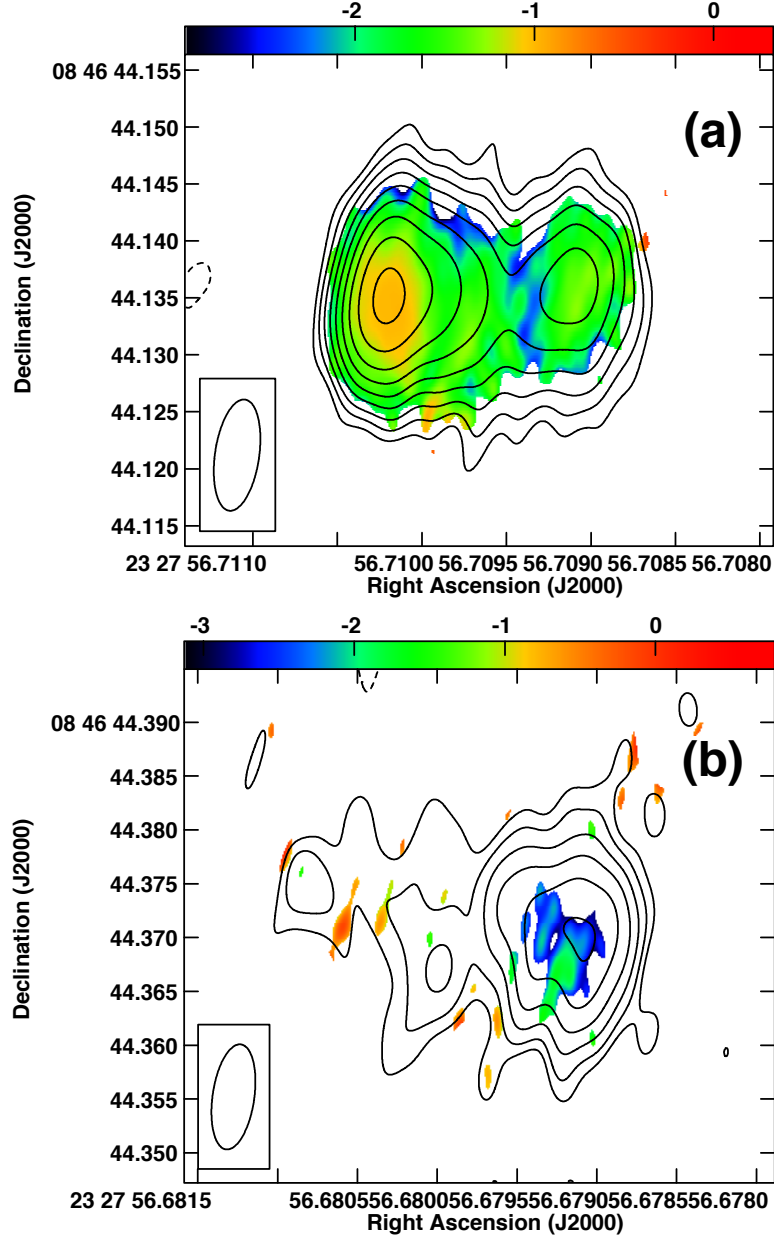 -2 -1 0
(a)
08 46 44.155
44.150
44.145
44.140
44.135
44.130
44.125
44.120
44.115
Declination (J2000)
23 27 56.7110 56.7100 56.7095 56.7090 56.7085 56.7080
Right Ascension (J2000)
-3 -2 -1 0
(b)
08 46 44.390
44.385
44.380
44.375
44.370
44.365
44.360
44.355
44.350
Declination (J2000)
23 27 56.6815 56.6805 56.6800 56.6795 56.6790 56.6785 56.6780
Right Ascension (J2000)